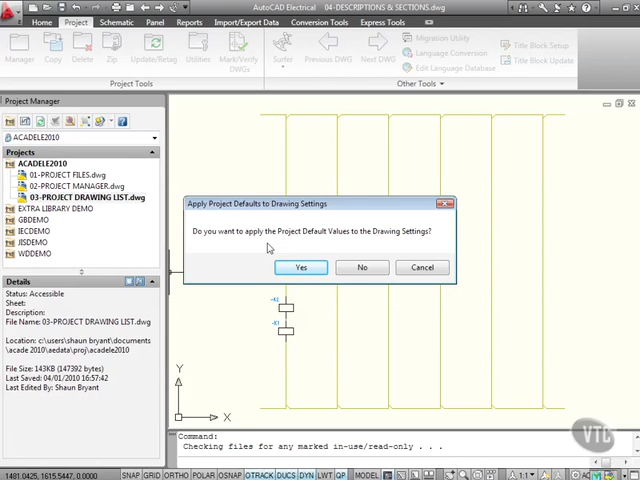 AutoCAD Electrical 04-DESCRIPTIONS & SECTIONS.dwg
Home Project Schematic Panel Reports Import/Export Data Conversion Tools Express Tools
Manager Copy Delete Zip Update/Retag Utilities Mark/Verify DWGs Surfer Previous DWG Next DWG
Migration Utility
Language Conversion
Edit Language Database
Title Block Setup
Title Block Update
Project Tools
Other Tools
Project Manager
ACADELE2010
Projects
ACADELE2010
01-PROJECT FILES.dwg
02-PROJECT MANAGER.dwg
03-PROJECT DRAWING LIST.dwg
EXTRA LIBRARY DEMO
GBDEMO
IECDEMO
JISDEMO
WDDEMO
Details
Status: Accessible
Sheet:
Description:
File Name: 03-PROJECT DRAWING LIST.dwg
Location: c:\users\shaun bryant\documents
\acade 2010\aedata\proj\acadele2010
File Size: 143KB (147392 bytes)
Last Saved: 04/01/2010 16:57:42
Last Edited By: Shaun Bryant
Apply Project Defaults to Drawing Settings
Do you want to apply the Project Default Values to the Drawing Settings?
Yes No Cancel
-K2
-K1
Y
X
VTC
Command:
Checking files for any marked in-use/read-only . . .
1481.0425, 1615.5447, 0.0000 SNAP GRID ORTHO POLAR OSNAP OTRACK DUCS DYN LWT QP MODEL 1:1